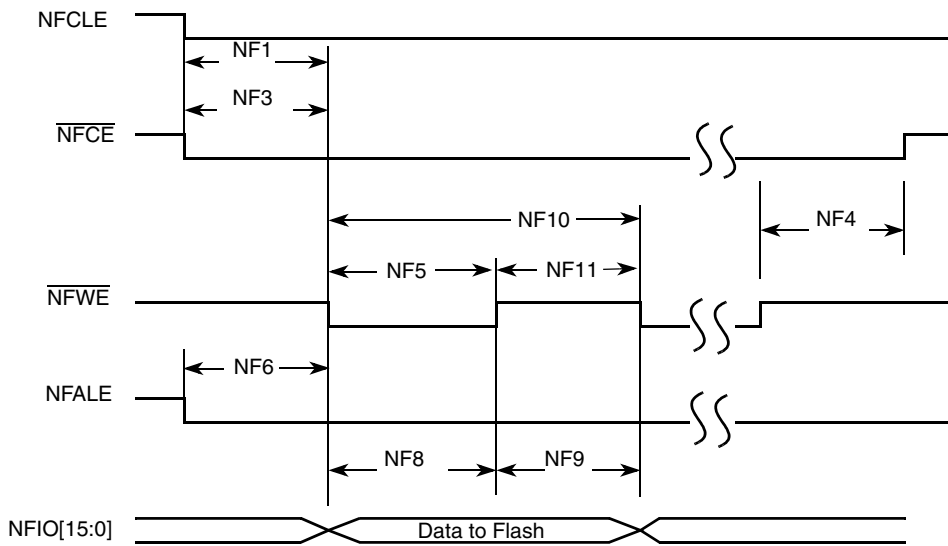 NFCLE
NF1
NF3
NFCE
NF10
NF4
NF5
NF11
NFWE
NF6
NFALE
NF8
NF9
NFIO[15:0]
Data to Flash